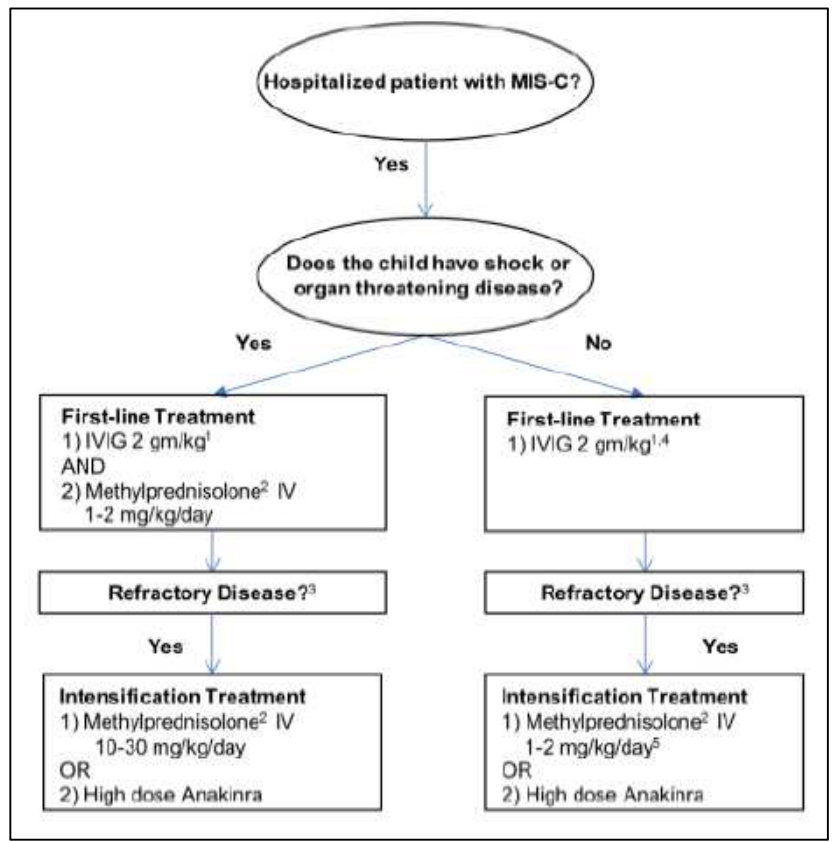 Hospitalized patient with MIS-C?
Yes
Does the child have shock or
organ threatening disease?
Yes
No
First-line Treatment
1) IVIG 2 gm/kg¹
AND
2) Methylprednisolone² IV
1-2 mg/kg/day
First-line Treatment
1) IVIG 2 gm/kg¹,⁴
Refractory Disease?³
Refractory Disease?³
Yes
Yes
Intensification Treatment
1) Methylprednisolone² IV
10-30 mg/kg/day
OR
2) High dose Anakinra
Intensification Treatment
1) Methylprednisolone² IV
1-2 mg/kg/day⁵
OR
2) High dose Anakinra